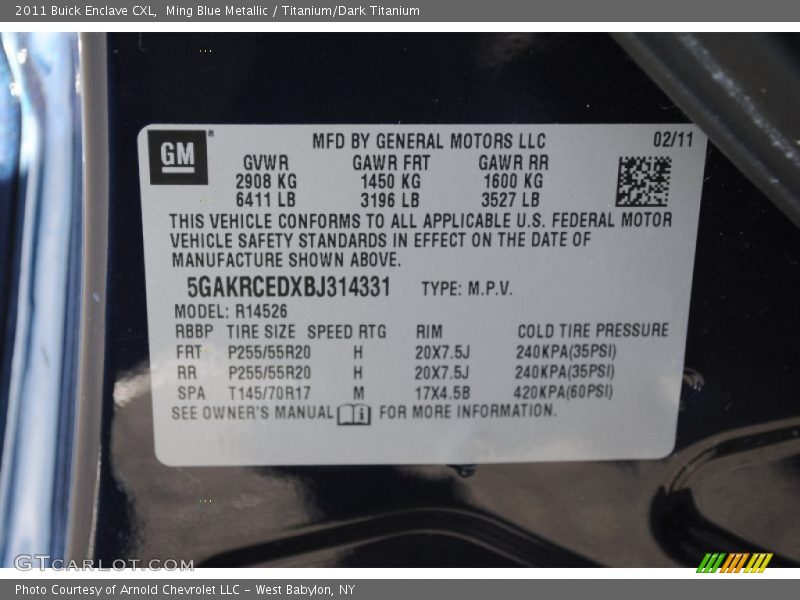 2011 Buick Enclave CXL,  Ming Blue Metallic / Titanium/Dark Titanium
GM
MFD BY GENERAL MOTORS LLC 02/11
GVWR GAWR FRT GAWR RR
2908 KG 1450 KG 1600 KG
6411 LB 3196 LB 3527 LB
THIS VEHICLE CONFORMS TO ALL APPLICABLE U.S. FEDERAL MOTOR
VEHICLE SAFETY STANDARDS IN EFFECT ON THE DATE OF
MANUFACTURE SHOWN ABOVE.
5GAKRCEDXBJ314331 TYPE: M.P.V.
MODEL: R14526
RBBP TIRE SIZE SPEED RTG RIM COLD TIRE PRESSURE
FRT P255/55R20 H 20X7.5J 240KPA(35PSI)
RR P255/55R20 H 20X7.5J 240KPA(35PSI)
SPA T145/70R17 M 17X4.5B 420KPA(60PSI)
SEE OWNER'S MANUAL FOR MORE INFORMATION.
GTCarLot.com
Photo Courtesy of Arnold Chevrolet LLC - West Babylon, NY